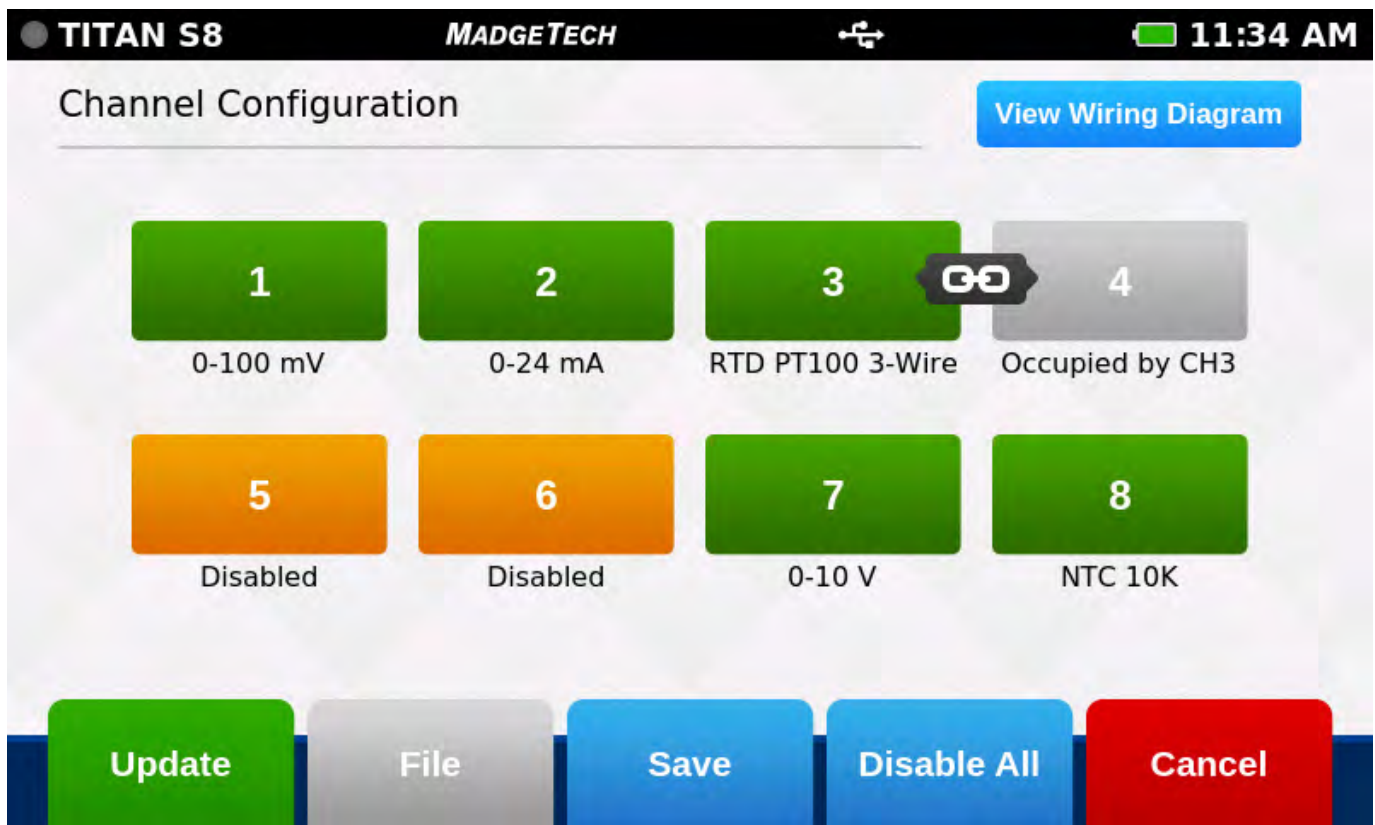 TITAN S8 MADGETECH 11:34 AM
Channel Configuration View Wiring Diagram
1 2 3 4
0-100 mV 0-24 mA RTD PT100 3-Wire Occupied by CH3
5 6 7 8
Disabled Disabled 0-10 V NTC 10K
Update File Save Disable All Cancel